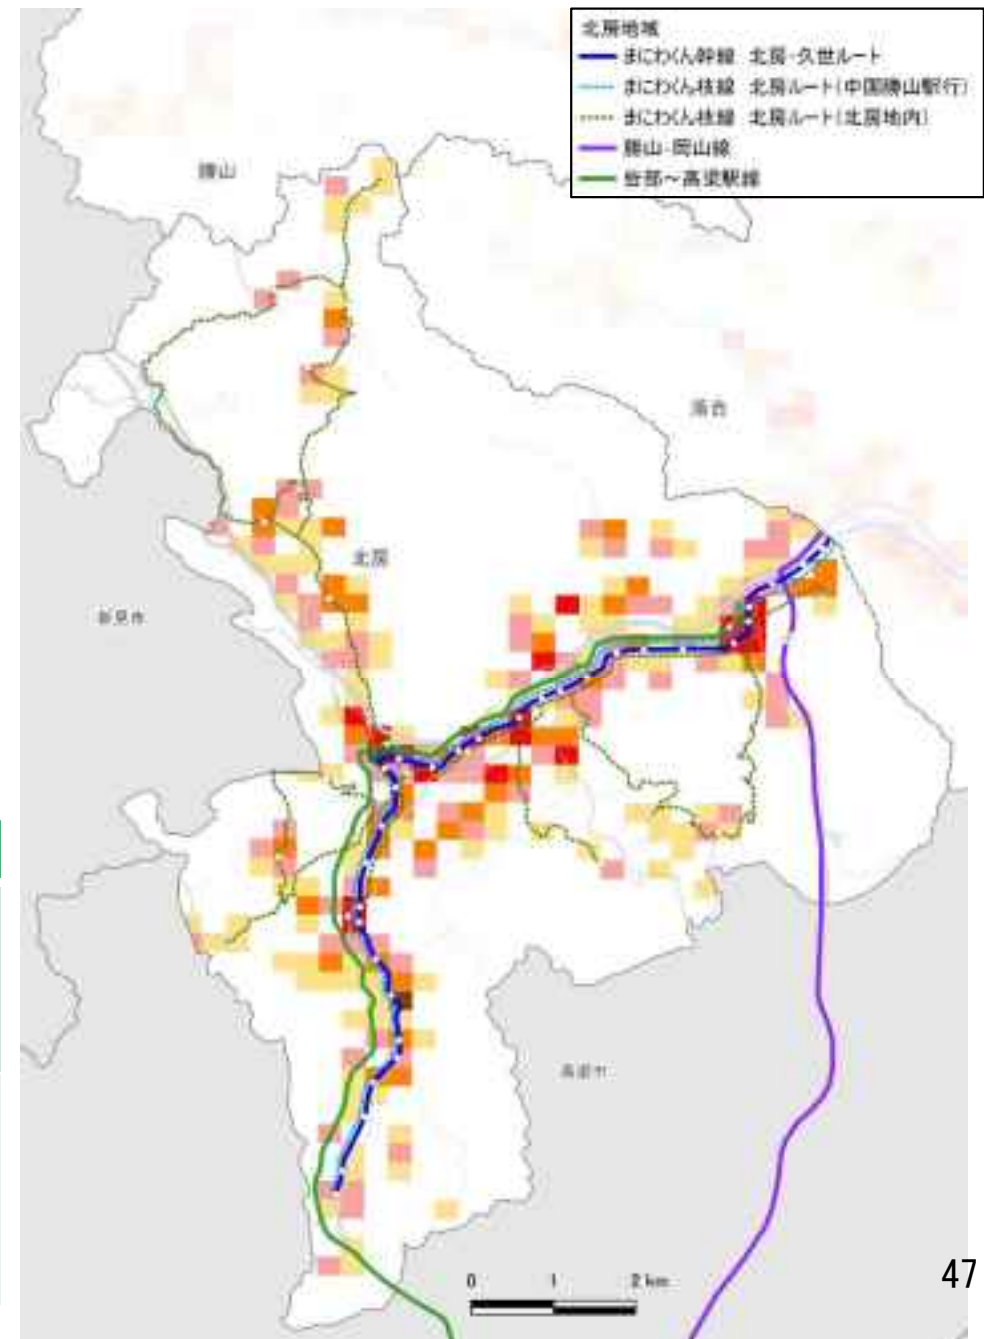 北房地域
まにわくん幹線 北房・久世ルート
まにわくん枝線 北房ルート(中国勝山駅行)
まにわくん枝線 北房ルート(北房地内)
勝山-岡山線
呰部～高梁駅線
勝山
落合
北房
新見市
高梁市
0 1 2 km
47